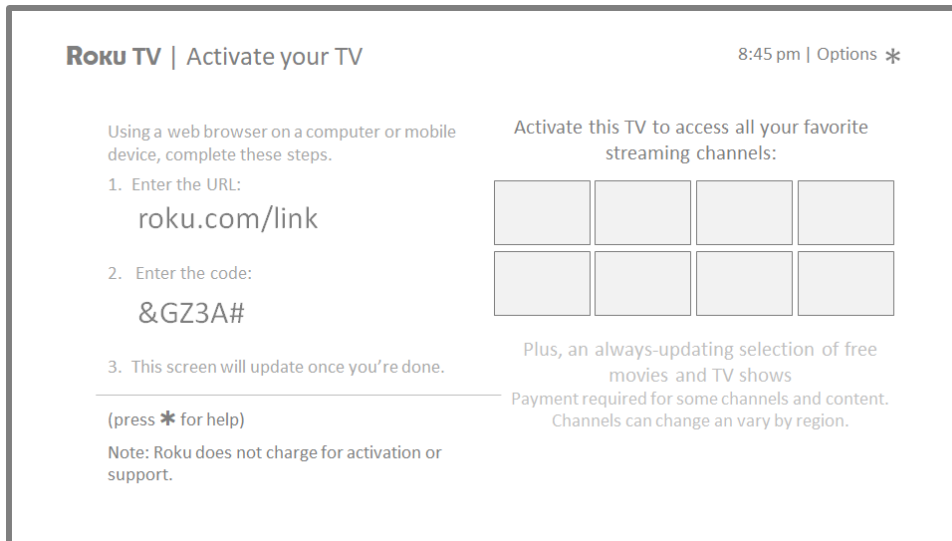 ROKU TV | Activate your TV
8:45 pm | Options *
Using a web browser on a computer or mobile
device, complete these steps.
1. Enter the URL:
roku.com/link
2. Enter the code:
&GZ3A#
3. This screen will update once you’re done.
(press * for help)
Note: Roku does not charge for activation or
support.
Activate this TV to access all your favorite
streaming channels:
Plus, an always-updating selection of free
movies and TV shows
Payment required for some channels and content.
Channels can change an vary by region.